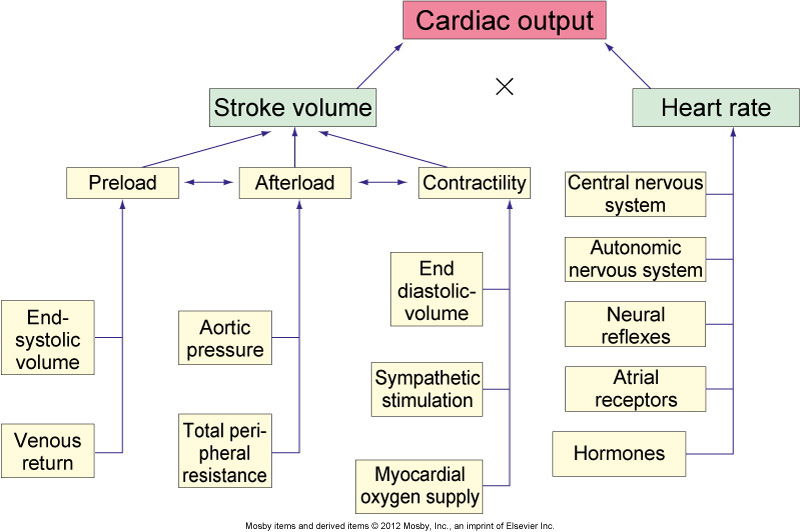 Cardiac output
×
Stroke volume
Heart rate
Preload
Afterload
Contractility
End-
systolic
volume
Venous
return
Aortic
pressure
Total peri-
pheral
resistance
End
diastolic-
volume
Sympathetic
stimulation
Myocardial
oxygen supply
Central nervous
system
Autonomic
nervous system
Neural
reflexes
Atrial
receptors
Hormones
Mosby items and derived items © 2012 Mosby, Inc., an imprint of Elsevier Inc.